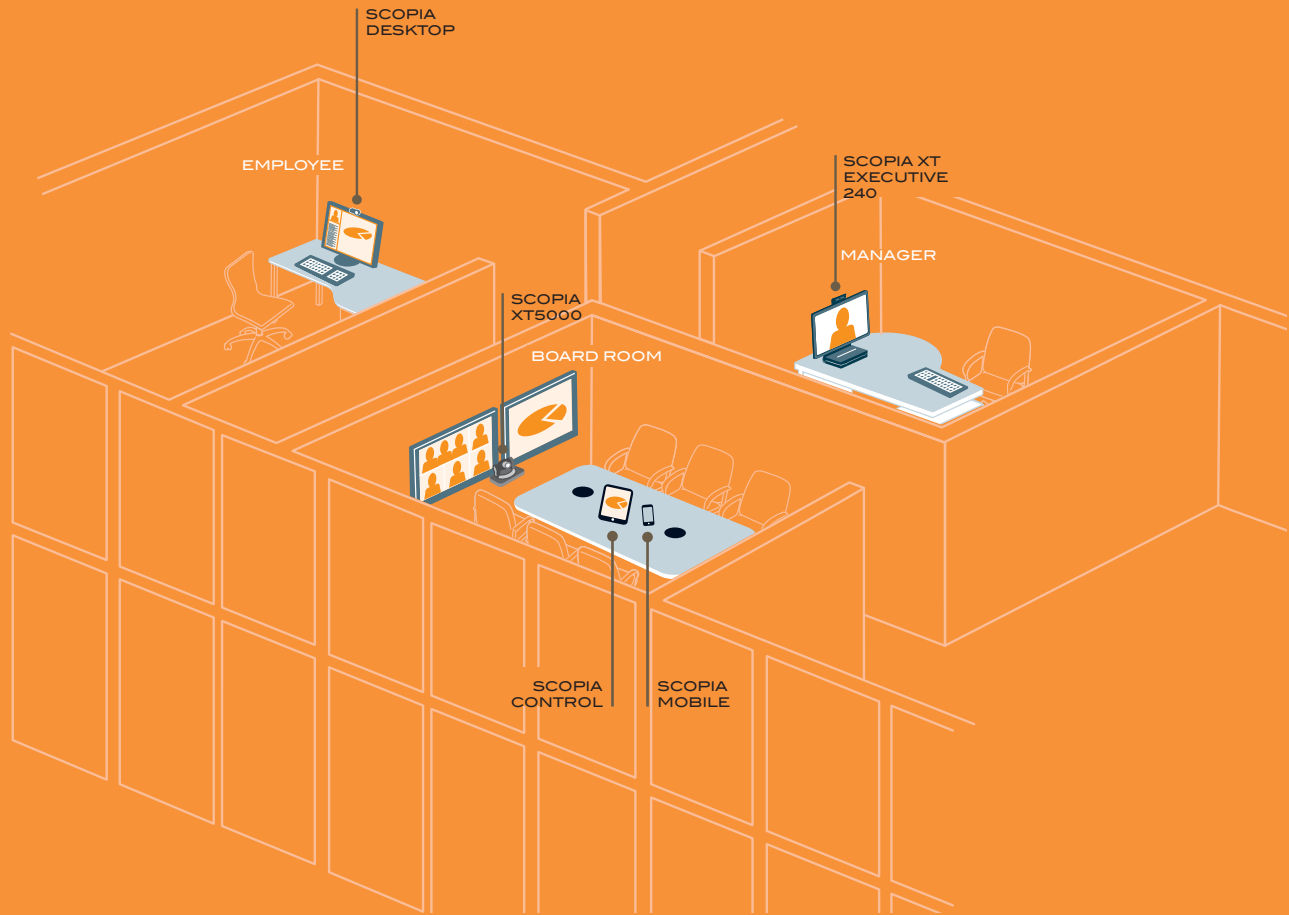 SCOPIA
DESKTOP
EMPLOYEE
SCOPIA XT
EXECUTIVE
240
MANAGER
SCOPIA
XT5000
BOARD ROOM
SCOPIA
CONTROL
SCOPIA
MOBILE